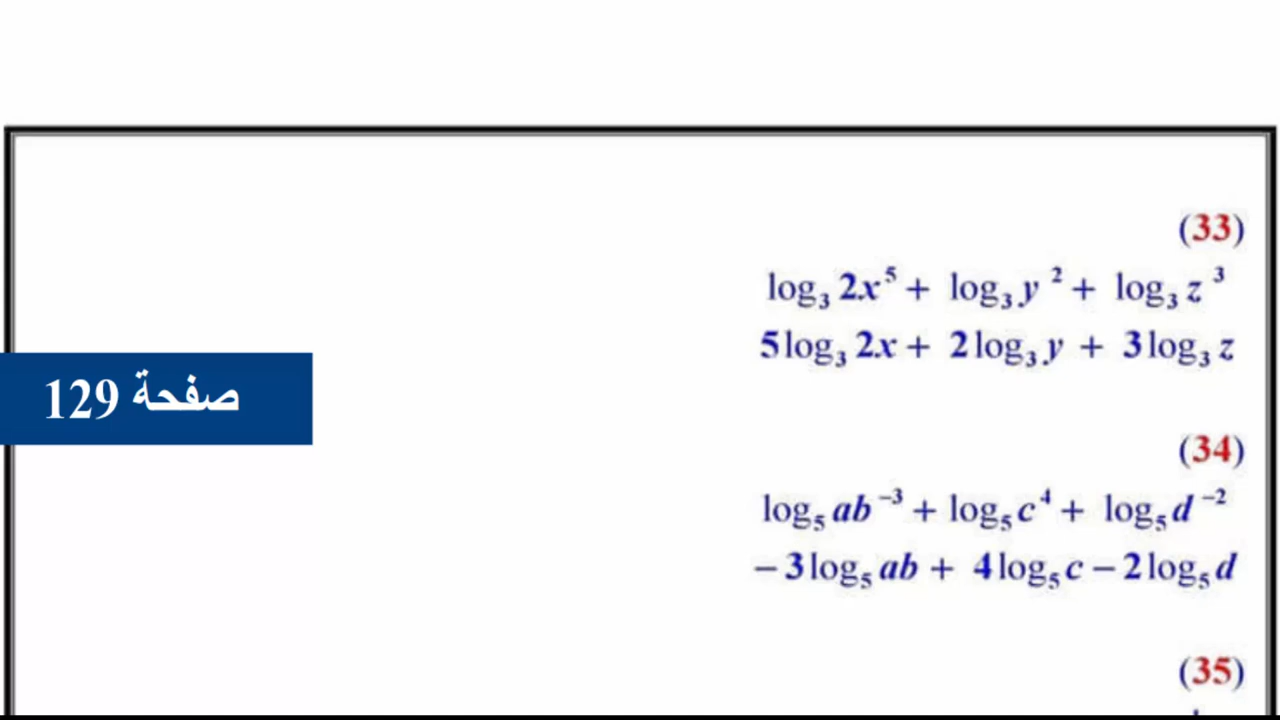 (33)
log₃ 2x⁵ + log₃ y² + log₃ z³
5 log₃ 2x + 2 log₃ y + 3 log₃ z
صفحة 129
(34)
log₅ ab⁻³ + log₅ c⁴ + log₅ d⁻²
− 3 log₅ ab + 4 log₅ c − 2 log₅ d
(35)